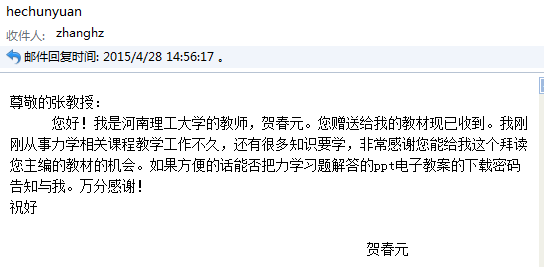 hechunyuan
收件人: zhanghz
邮件回复时间: 2015/4/28 14:56:17 。
尊敬的张教授：
您好！我是河南理工大学的教师，贺春元。您赠送给我的教材现已收到。我刚
刚从事力学相关课程教学工作不久，还有很多知识要学，非常感谢您能给我这个拜读
您主编的教材的机会。如果方便的话能否把力学习题解答的ppt电子教案的下载密码
告知与我。万分感谢！
祝好
贺春元